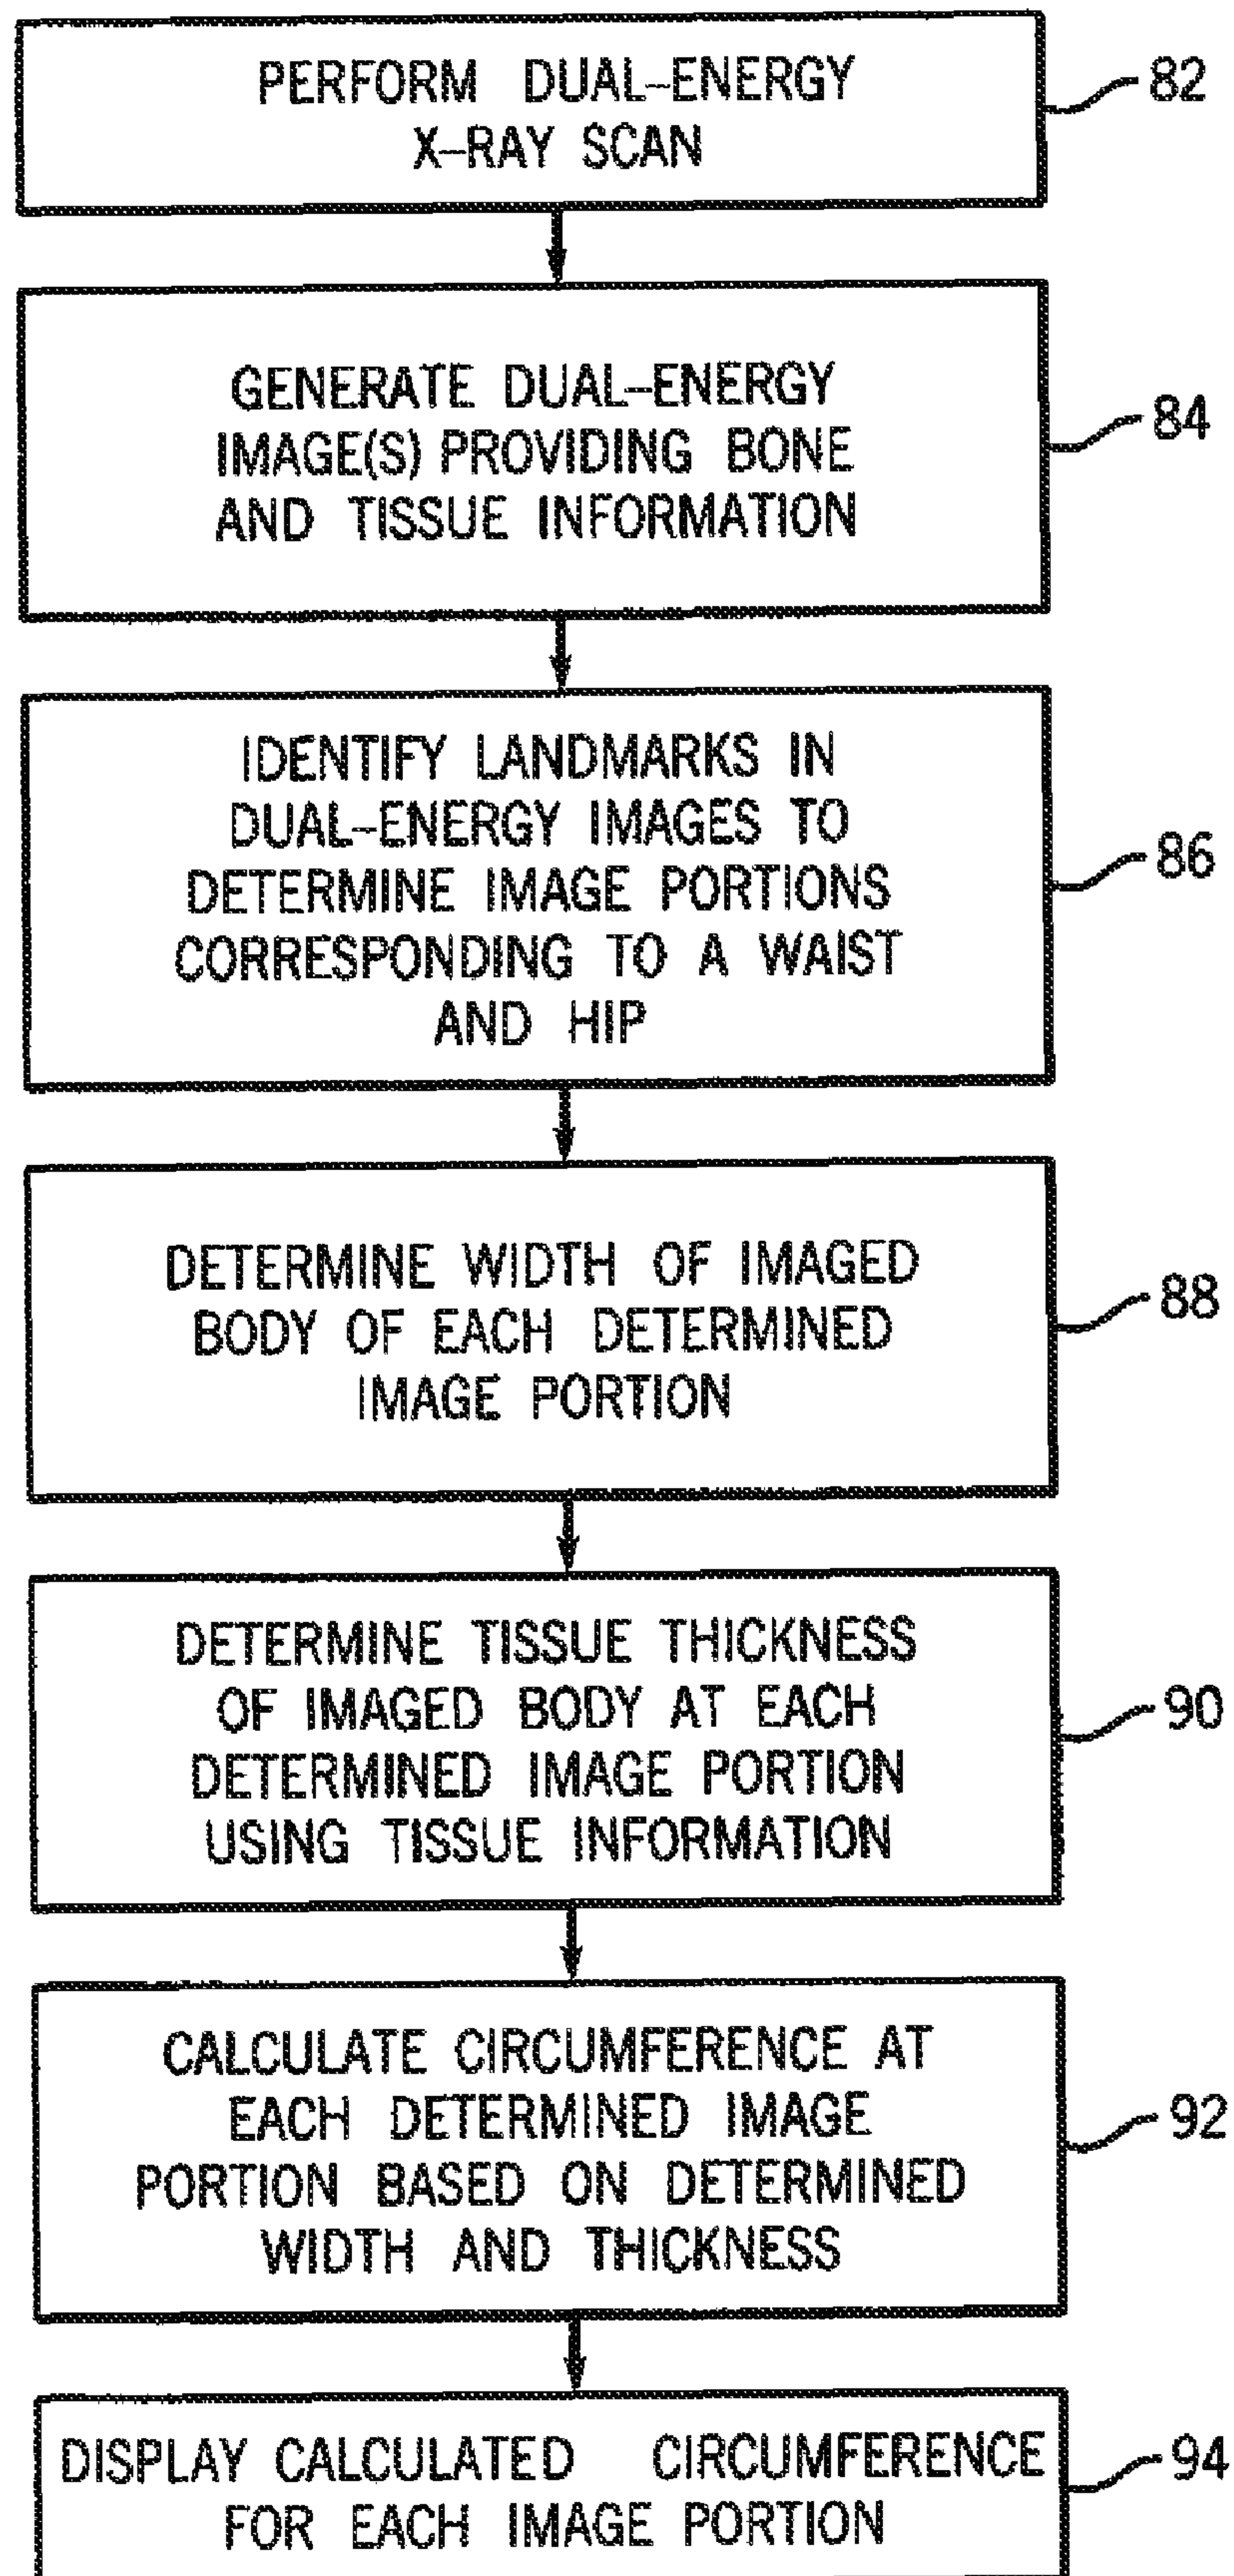 PERFORM DUAL-ENERGY
X-RAY SCAN
82
GENERATE DUAL-ENERGY
IMAGE(S) PROVIDING BONE
AND TISSUE INFORMATION
84
IDENTIFY LANDMARKS IN
DUAL-ENERGY IMAGES TO
DETERMINE IMAGE PORTIONS
CORRESPONDING TO A WAIST
AND HIP
86
DETERMINE WIDTH OF IMAGED
BODY OF EACH DETERMINED
IMAGE PORTION
88
DETERMINE TISSUE THICKNESS
OF IMAGED BODY AT EACH
DETERMINED IMAGE PORTION
USING TISSUE INFORMATION
90
CALCULATE CIRCUMFERENCE AT
EACH DETERMINED IMAGE
PORTION BASED ON DETERMINED
WIDTH AND THICKNESS
92
DISPLAY CALCULATED CIRCUMFERENCE
FOR EACH IMAGE PORTION
94